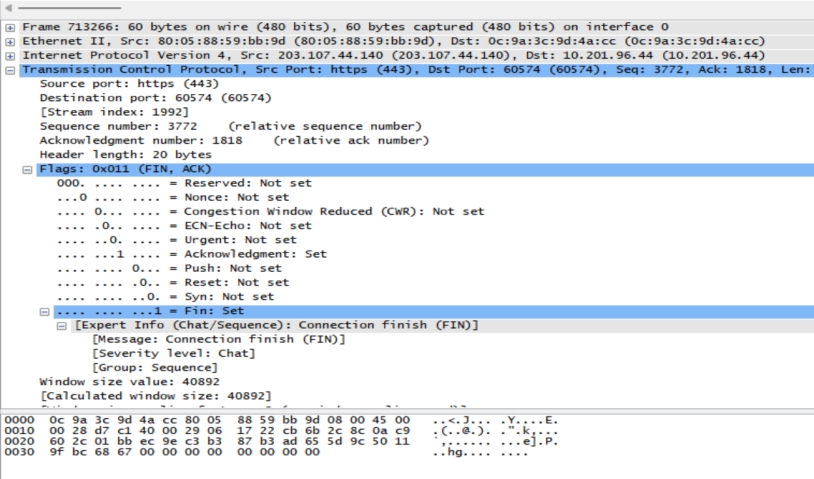 Frame 713266: 60 bytes on wire (480 bits), 60 bytes captured (480 bits) on interface 0
Ethernet II, Src: 80:05:88:59:bb:9d (80:05:88:59:bb:9d), Dst: 0c:9a:3c:9d:4a:cc (0c:9a:3c:9d:4a:cc)
Internet Protocol Version 4, Src: 203.107.44.140 (203.107.44.140), Dst: 10.201.96.44 (10.201.96.44)
Transmission Control Protocol, Src Port: https (443), Dst Port: 60574 (60574), Seq: 3772, Ack: 1818, Len:
Source port: https (443)
Destination port: 60574 (60574)
[Stream index: 1992]
Sequence number: 3772    (relative sequence number)
Acknowledgment number: 1818    (relative ack number)
Header length: 20 bytes
Flags: 0x011 (FIN, ACK)
000. .... .... = Reserved: Not set
...0 .... .... = Nonce: Not set
.... 0... .... = Congestion Window Reduced (CWR): Not set
.... .0.. .... = ECN-Echo: Not set
.... ..0. .... = Urgent: Not set
.... ...1 .... = Acknowledgment: Set
.... .... 0... = Push: Not set
.... .... .0.. = Reset: Not set
.... .... ..0. = Syn: Not set
.... .... ...1 = Fin: Set
[Expert Info (Chat/Sequence): Connection finish (FIN)]
[Message: Connection finish (FIN)]
[Severity level: Chat]
[Group: Sequence]
Window size value: 40892
[Calculated window size: 40892]
0000  0c 9a 3c 9d 4a cc 80 05  88 59 bb 9d 08 00 45 00   ..<.J... .Y....E.
0010  00 28 d7 c1 40 00 29 06  17 22 cb 6b 2c 8c 0a c9   .(..@.). .".k,...
0020  60 2c 01 bb ec 9e c3 b3  87 b3 ad 65 5d 9c 50 11   `,...... ...e].P.
0030  9f bc 68 67 00 00 00 00  00 00 00 00               ..hg.... ....